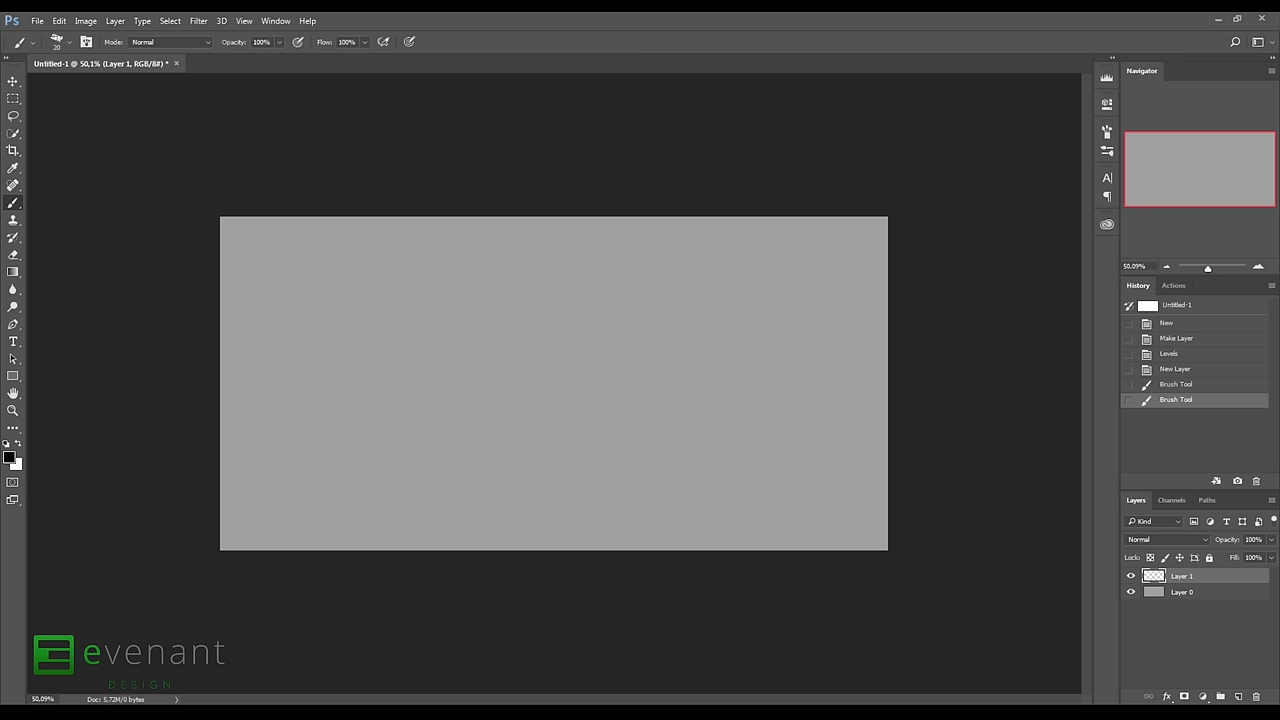 Ps File Edit Image Layer Type Select Filter 3D View Window Help
20 Mode: Normal Opacity: 100% Flow: 100%
Untitled-1 @ 50,1% (Layer 1, RGB/8#) * ×
Navigator
50,09%
History Actions
Untitled-1
New
Make Layer
Levels
New Layer
Brush Tool
Brush Tool
Layers Channels Paths
Kind
Normal Opacity: 100%
Lock: Fill: 100%
Layer 1
Layer 0
fx
evenant
DESIGN
50,09% Doc: 5,72M/0 bytes